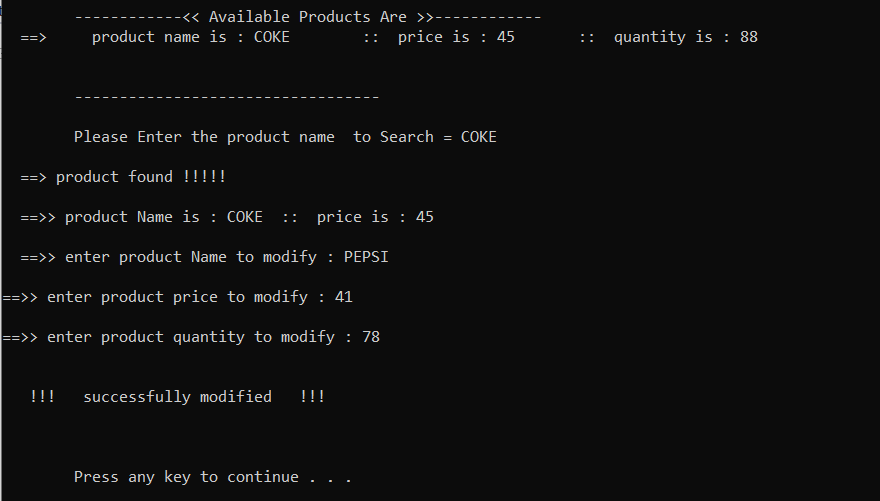 ------------<< Available Products Are >>------------
==>     product name is : COKE        ::  price is : 45       ::  quantity is : 88
----------------------------------
Please Enter the product name  to Search = COKE
==> product found !!!!!
==>> product Name is : COKE  ::  price is : 45
==>> enter product Name to modify : PEPSI
==>> enter product price to modify : 41
==>> enter product quantity to modify : 78
!!!   successfully modified   !!!
Press any key to continue . . .